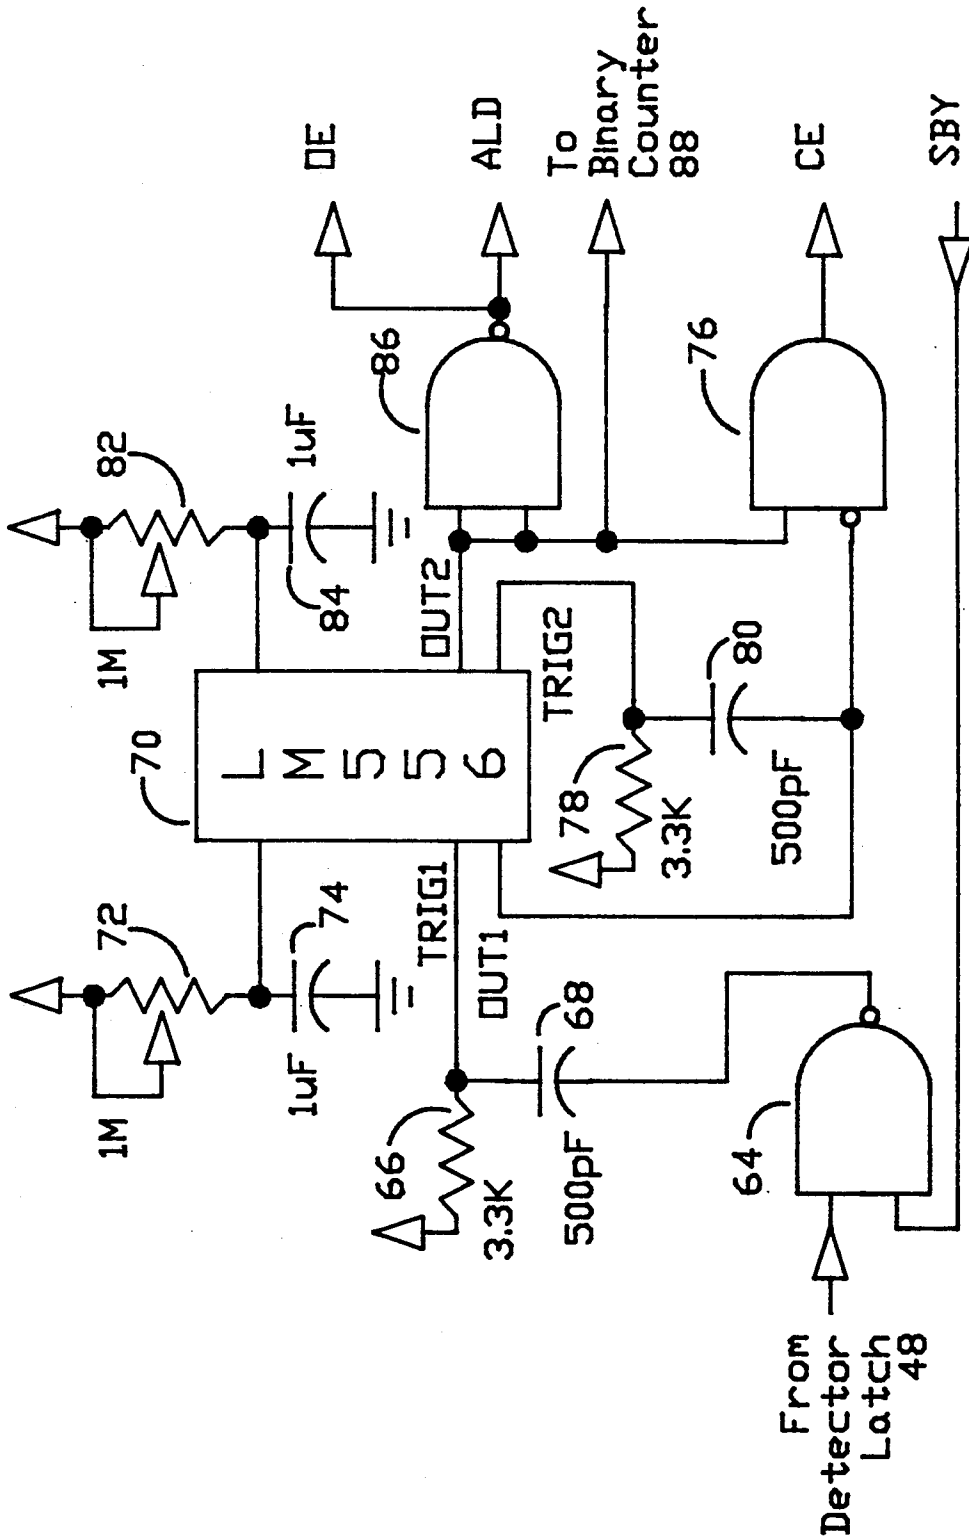 1M
72
1M
82
70
L
M
5
5
6
1uF
74
84
1uF
OE
86
66
TRIG1
OUT2
ALD
3.3K
OUT1
TRIG2
To
Binary
Counter
88
500pF
68
78
3.3K
80
500pF
76
CE
64
From
Detector
Latch
48
SBY